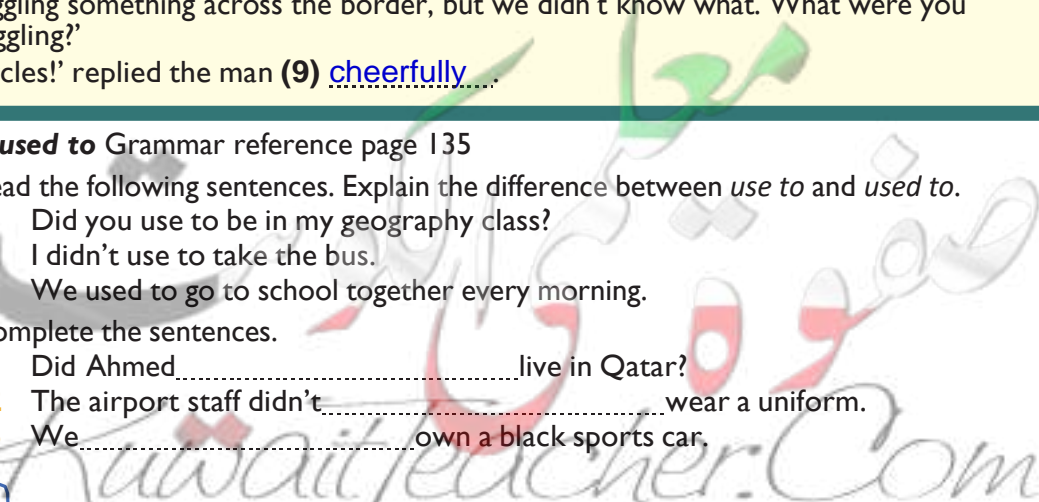 ggling something across the border, but we didn't know what. What were you
ggling?'
cles!' replied the man (9) cheerfully.
used to Grammar reference page 135
ead the following sentences. Explain the difference between use to and used to.
Did you use to be in my geography class?
I didn't use to take the bus.
We used to go to school together every morning.
omplete the sentences.
Did Ahmed live in Qatar?
The airport staff didn't wear a uniform.
We own a black sports car.
معا
صفوة الكويت
KuwaitTeacher.Com